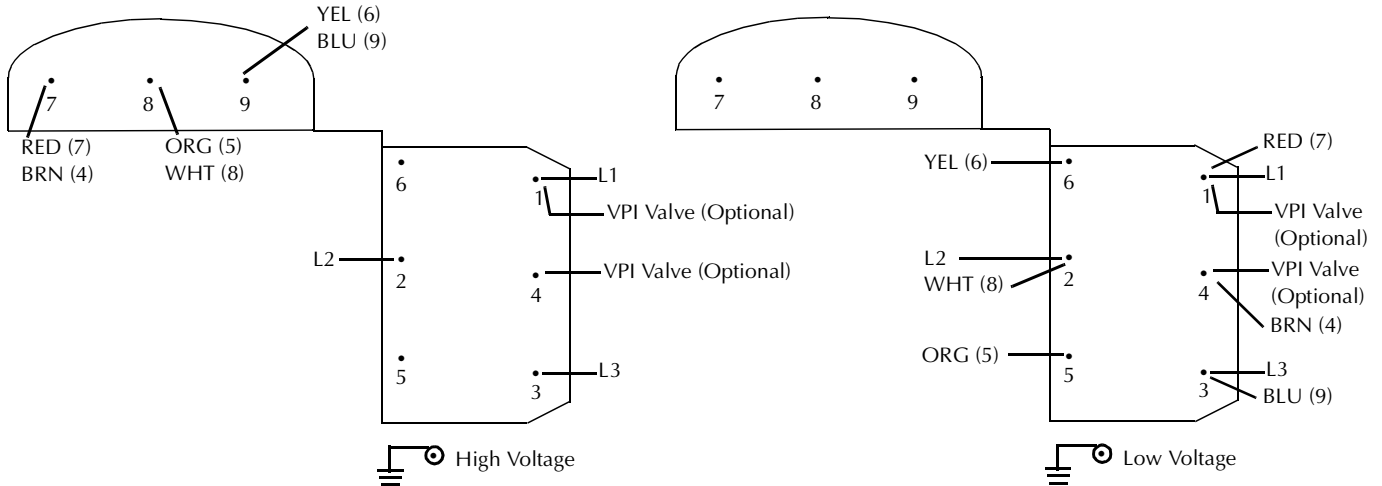 YEL (6)
BLU (9)
7
8
9
RED (7)
BRN (4)
ORG (5)
WHT (8)
6
L1
1
VPI Valve (Optional)
L2
2
VPI Valve (Optional)
4
5
L3
3
High Voltage
7
8
9
RED (7)
YEL (6)
6
L1
1
VPI Valve
(Optional)
L2
WHT (8)
2
VPI Valve
(Optional)
4
BRN (4)
ORG (5)
5
L3
3
BLU (9)
Low Voltage